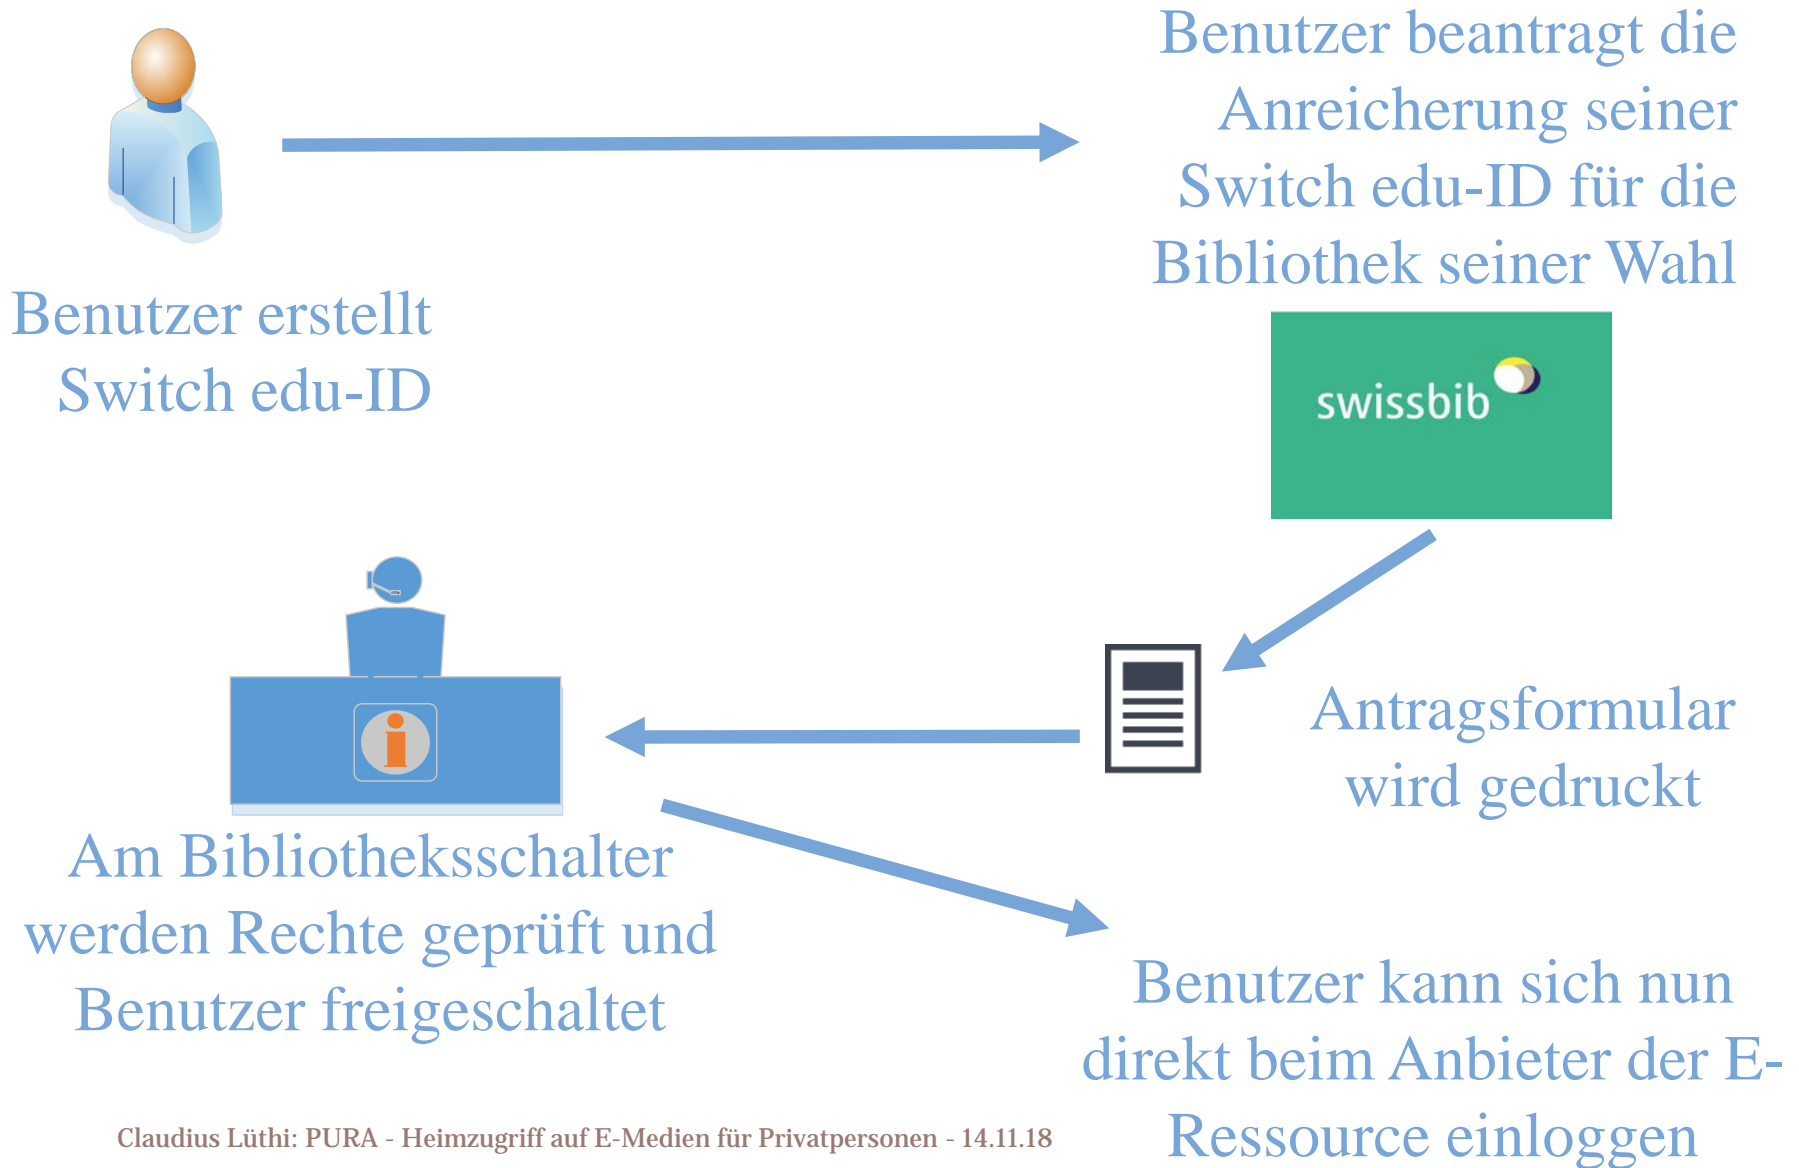 Benutzer erstellt
Switch edu-ID
Benutzer beantragt die
Anreicherung seiner
Switch edu-ID für die
Bibliothek seiner Wahl
swissbib
Antragsformular
wird gedruckt
Am Bibliotheksschalter
werden Rechte geprüft und
Benutzer freigeschaltet
Benutzer kann sich nun
direkt beim Anbieter der E-
Ressource einloggen
Claudius Lüthi: PURA - Heimzugriff auf E-Medien für Privatpersonen - 14.11.18